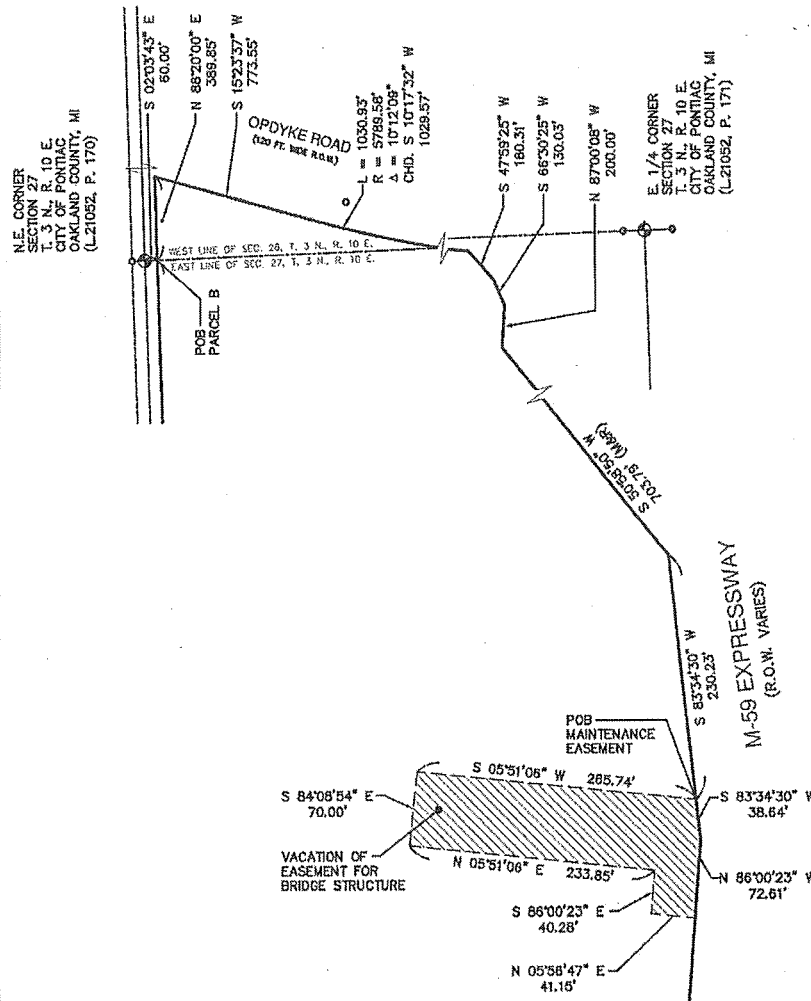 N.E. CORNER
SECTION 27
T. 3 N., R. 10 E.
CITY OF PONTIAC
OAKLAND COUNTY, MI
(L.21052, P. 170)
S 02°03'43" E
60.00'
N 88°20'00" E
389.85'
S 15°23'37" W
773.55'
OPDYKE ROAD
(120 FT. WIDE R.O.W.)
L = 1030.93'
R = 5789.58'
Δ = 10°12'09"
CHD. S 10°17'32" W
1029.57'
WEST LINE OF SEC. 26, T. 3 N., R. 10 E.
EAST LINE OF SEC. 27, T. 3 N., R. 10 E.
POB
PARCEL B
S 47°59'25" W
160.31'
S 66°30'25" W
130.03'
N 87°00'08" W
200.00'
E. 1/4 CORNER
SECTION 27
T. 3 N., R. 10 E.
CITY OF PONTIAC
OAKLAND COUNTY, MI
(L.21052, P. 171)
S 50°58'50" W
703.79' (M&R)
M-59 EXPRESSWAY
(R.O.W. VARIES)
S 83°34'30" W
230.23'
POB
MAINTENANCE
EASEMENT
S 05°51'06" W 265.74'
S 84°08'54" E
70.00'
S 83°34'30" W
38.64'
VACATION OF
EASEMENT FOR
BRIDGE STRUCTURE
N 05°51'06" E 233.85'
N 86°00'23" W
72.61'
S 86°00'23" E
40.28'
N 05°56'47" E
41.15'